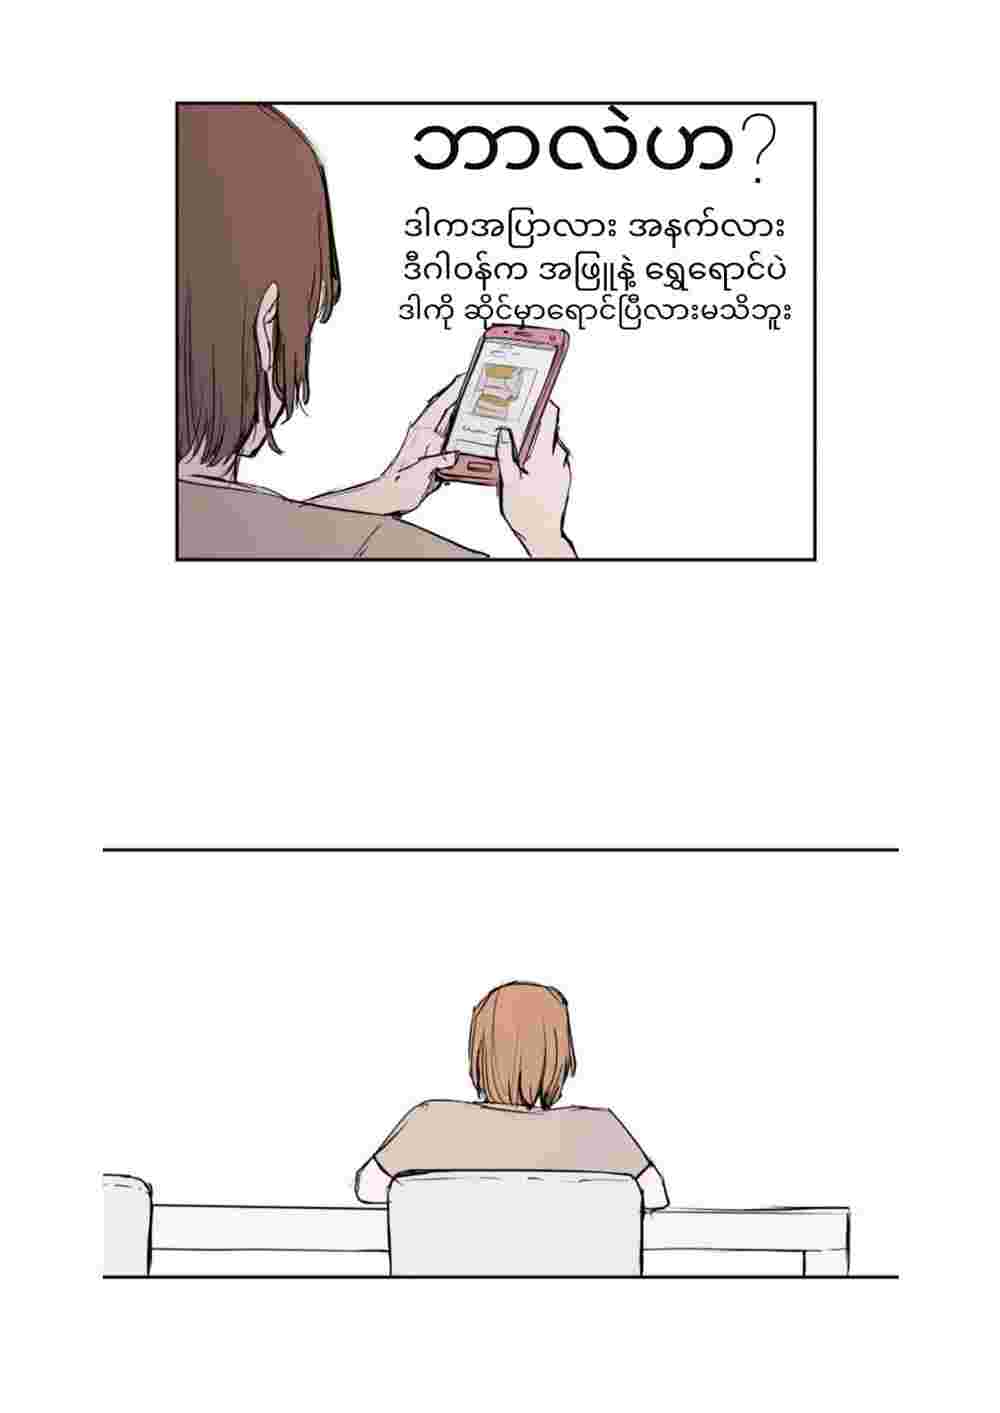 ဘာလဲဟ?
ဒါကအပြာလား အနက်လား
ဒီဂါဝန်က အဖြူနဲ့ ရွှေရောင်ပဲ
ဒါကို ဆိုင်မှာရောင်ပြီလားမသိဘူး